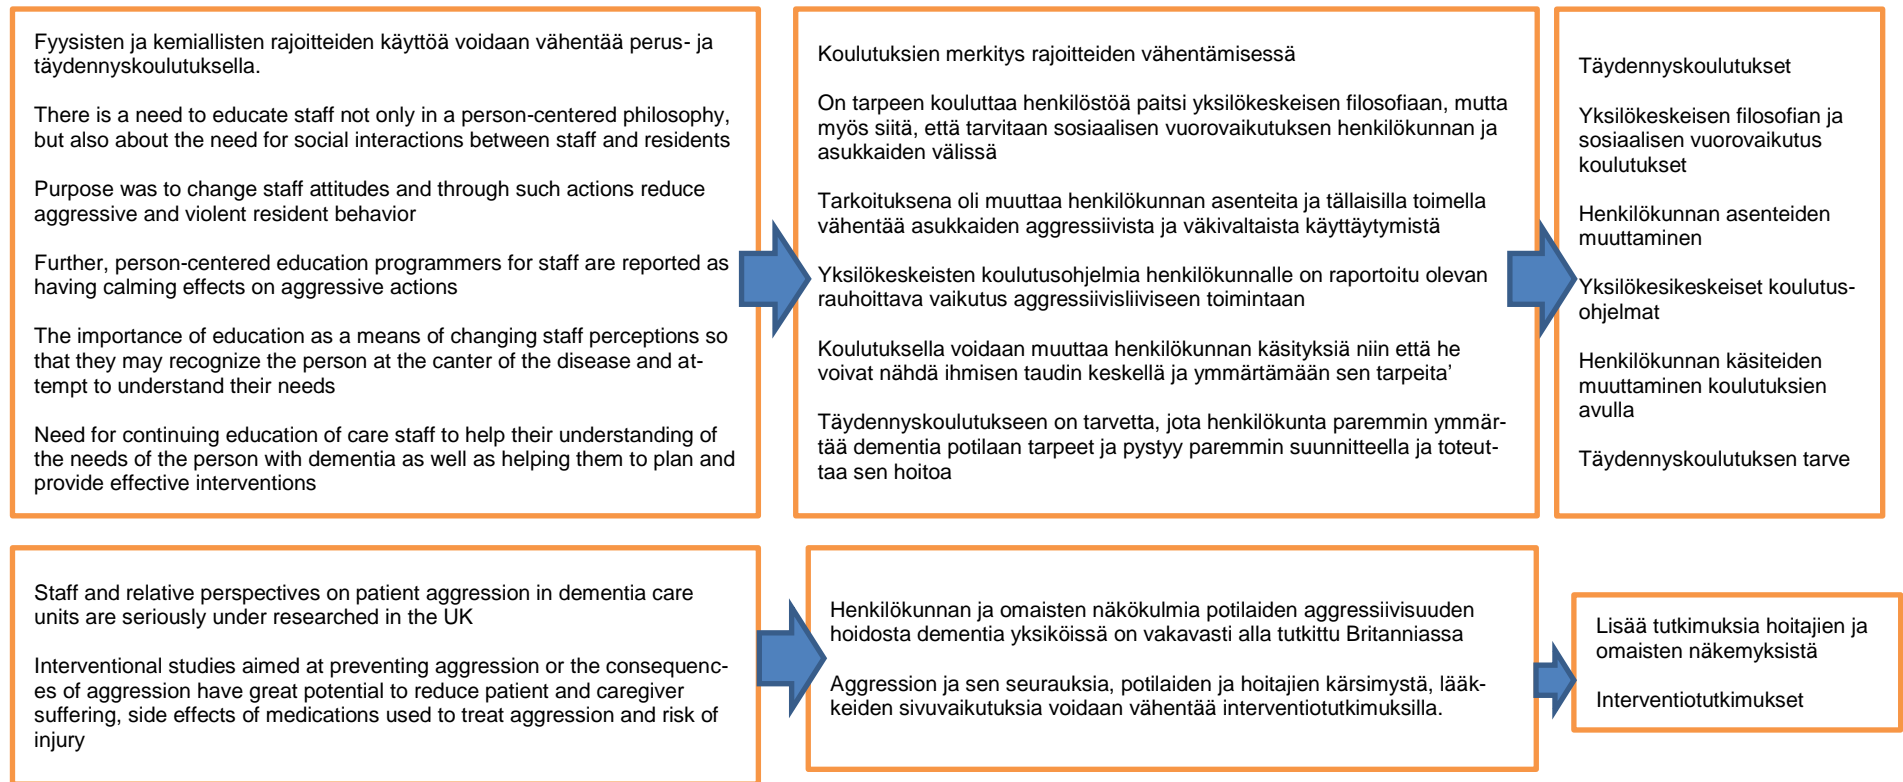 Fyysisten ja kemiallisten rajoitteiden käyttöä voidaan vähentää perus- ja
täydennyskoulutuksella.
There is a need to educate staff not only in a person-centered philosophy,
but also about the need for social interactions between staff and residents
Purpose was to change staff attitudes and through such actions reduce
aggressive and violent resident behavior
Further, person-centered education programmers for staff are reported as
having calming effects on aggressive actions
The importance of education as a means of changing staff perceptions so
that they may recognize the person at the canter of the disease and at-
tempt to understand their needs
Need for continuing education of care staff to help their understanding of
the needs of the person with dementia as well as helping them to plan and
provide effective interventions
Koulutuksien merkitys rajoitteiden vähentämisessä
On tarpeen kouluttaa henkilöstöä paitsi yksilökeskeisen filosofiaan, mutta
myös siitä, että tarvitaan sosiaalisen vuorovaikutuksen henkilökunnan ja
asukkaiden välissä
Tarkoituksena oli muuttaa henkilökunnan asenteita ja tällaisilla toimella
vähentää asukkaiden aggressiivista ja väkivaltaista käyttäytymistä
Yksilökeskeisten koulutusohjelmia henkilökunnalle on raportoitu olevan
rauhoittava vaikutus aggressiivisliiviseen toimintaan
Koulutuksella voidaan muuttaa henkilökunnan käsityksiä niin että he
voivat nähdä ihmisen taudin keskellä ja ymmärtämään sen tarpeita’
Täydennyskoulutukseen on tarvetta, jota henkilökunta paremmin ymmär-
tää dementia potilaan tarpeet ja pystyy paremmin suunnitteella ja toteut-
taa sen hoitoa
Täydennyskoulutukset
Yksilökeskeisen filosofian ja
sosiaalisen vuorovaikutus
koulutukset
Henkilökunnan asenteiden
muuttaminen
Yksilökesikeskeiset koulutus-
ohjelmat
Henkilökunnan käsiteiden
muuttaminen koulutuksien
avulla
Täydennyskoulutuksen tarve
Staff and relative perspectives on patient aggression in dementia care
units are seriously under researched in the UK
Interventional studies aimed at preventing aggression or the consequenc-
es of aggression have great potential to reduce patient and caregiver
suffering, side effects of medications used to treat aggression and risk of
injury
Henkilökunnan ja omaisten näkökulmia potilaiden aggressiivisuuden
hoidosta dementia yksiköissä on vakavasti alla tutkittu Britanniassa
Aggression ja sen seurauksia, potilaiden ja hoitajien kärsimystä, lääk-
keiden sivuvaikutuksia voidaan vähentää interventiotutkimuksilla.
Lisää tutkimuksia hoitajien ja
omaisten näkemyksistä
Interventiotutkimukset